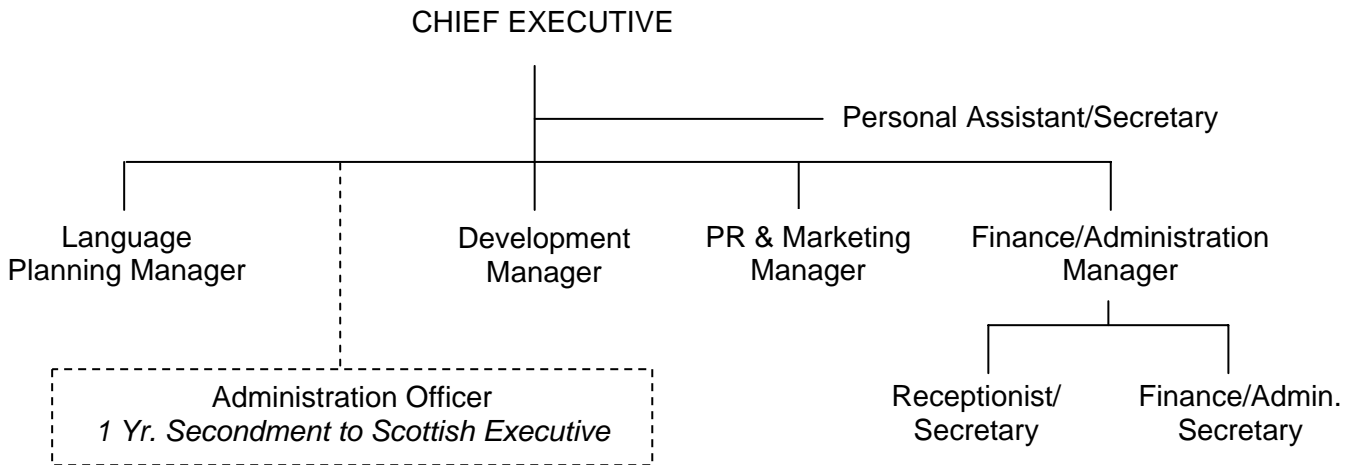 CHIEF EXECUTIVE
Personal Assistant/Secretary
Language
Planning Manager
Development
Manager
PR & Marketing
Manager
Finance/Administration
Manager
Administration Officer
1 Yr. Secondment to Scottish Executive
Receptionist/
Secretary
Finance/Admin.
Secretary